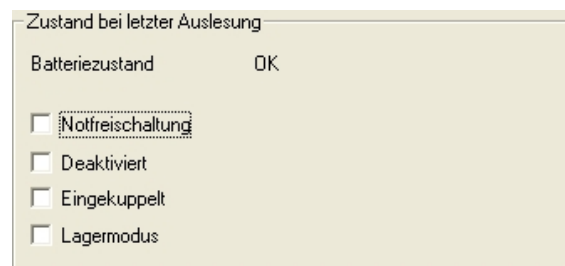 Zustand bei letzter Auslesung
Batteriezustand OK
Notfreischaltung
Deaktiviert
Eingekuppelt
Lagermodus